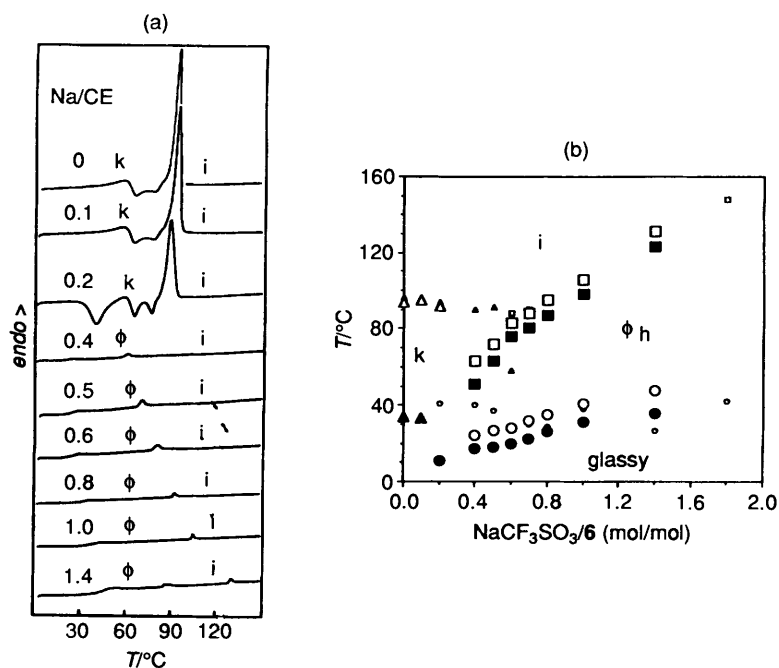 (a)
Na/CE
0 k i
0.1 k i
0.2 k i
0.4 ϕ i
0.5 ϕ i
0.6 ϕ i
0.8 ϕ i
1.0 ϕ i
1.4 ϕ i
endo >
30 60 90 120
T/°C
(b)
160
120
80
40
0
i
k
ϕ h
glassy
0.0 0.4 0.8 1.2 1.6 2.0
NaCF₃SO₃/6 (mol/mol)
T/°C